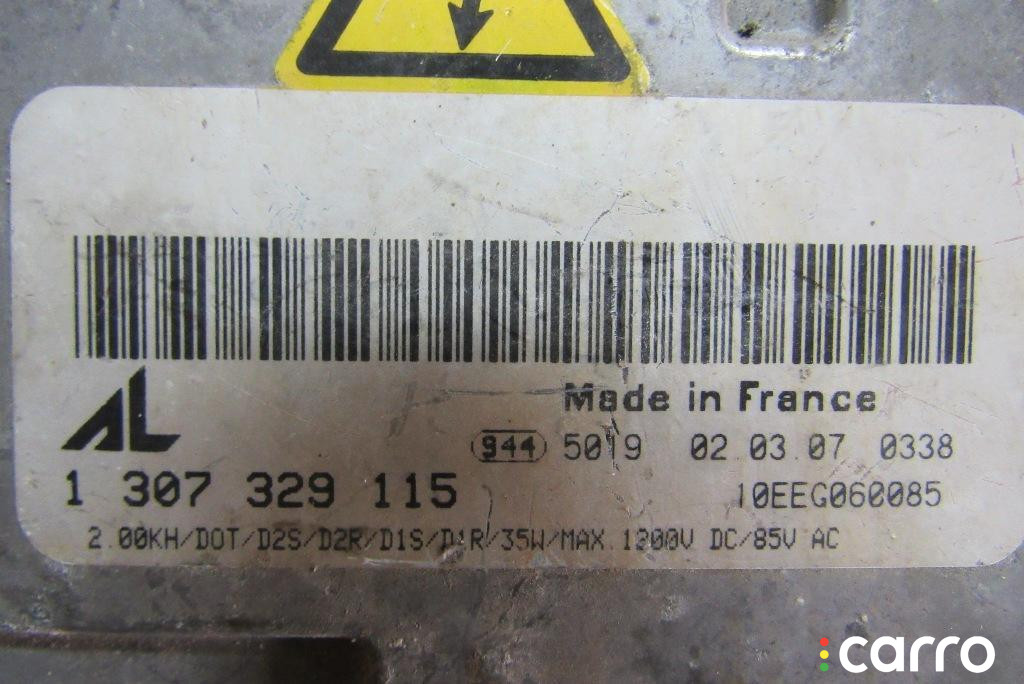 AL
Made in France
944 5019 02.03.07 0338
1 307 329 115
10EEG060085
2.00KH/DOT/D2S/D2R/D1S/D1R/35W/MAX.1200V DC/85V AC
carro